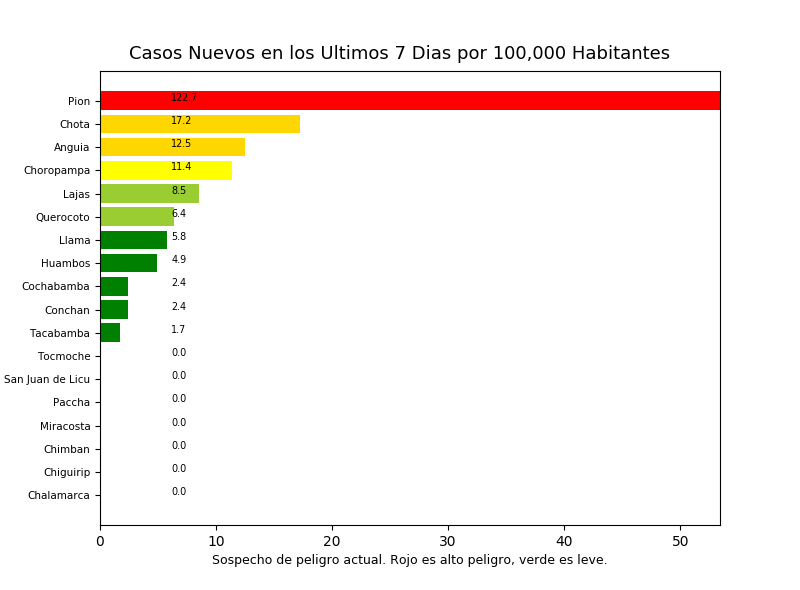 Casos Nuevos en los Ultimos 7 Dias por 100,000 Habitantes
Pion 122.7
Chota 17.2
Anguia 12.5
Choropampa 11.4
Lajas 8.5
Querocoto 6.4
Llama 5.8
Huambos 4.9
Cochabamba 2.4
Conchan 2.4
Tacabamba 1.7
Tocmoche 0.0
San Juan de Licu 0.0
Paccha 0.0
Miracosta 0.0
Chimban 0.0
Chiguirip 0.0
Chalamarca 0.0
0 10 20 30 40 50
Sospecho de peligro actual. Rojo es alto peligro, verde es leve.